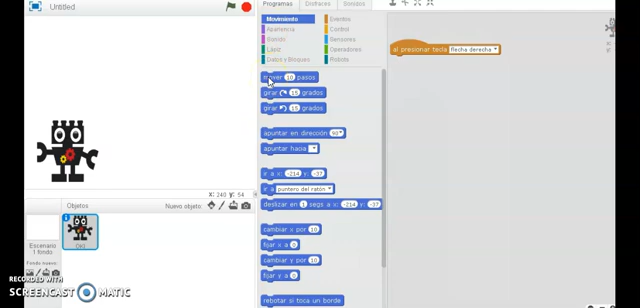 Untitled
Programas Disfraces Sonidos
Movimiento Eventos
Apariencia Control
Sonido Sensores
Lápiz Operadores
Datos y Bloques Robots
mover 10 pasos
girar 15 grados
girar 15 grados
apuntar en dirección 90
apuntar hacia
ir a x: -214 y: -37
ir a puntero del ratón
deslizar en 1 segs a x: -214 y: -37
cambiar x por 10
fijar x a 0
cambiar y por 10
fijar y a 0
rebotar si toca un borde
al presionar tecla flecha derecha
x: 240 y: 54
Objetos Nuevo objeto:
Escenario
1 fondo
Fondo nuevo:
RECORDED WITH
SCREENCAST MATIC